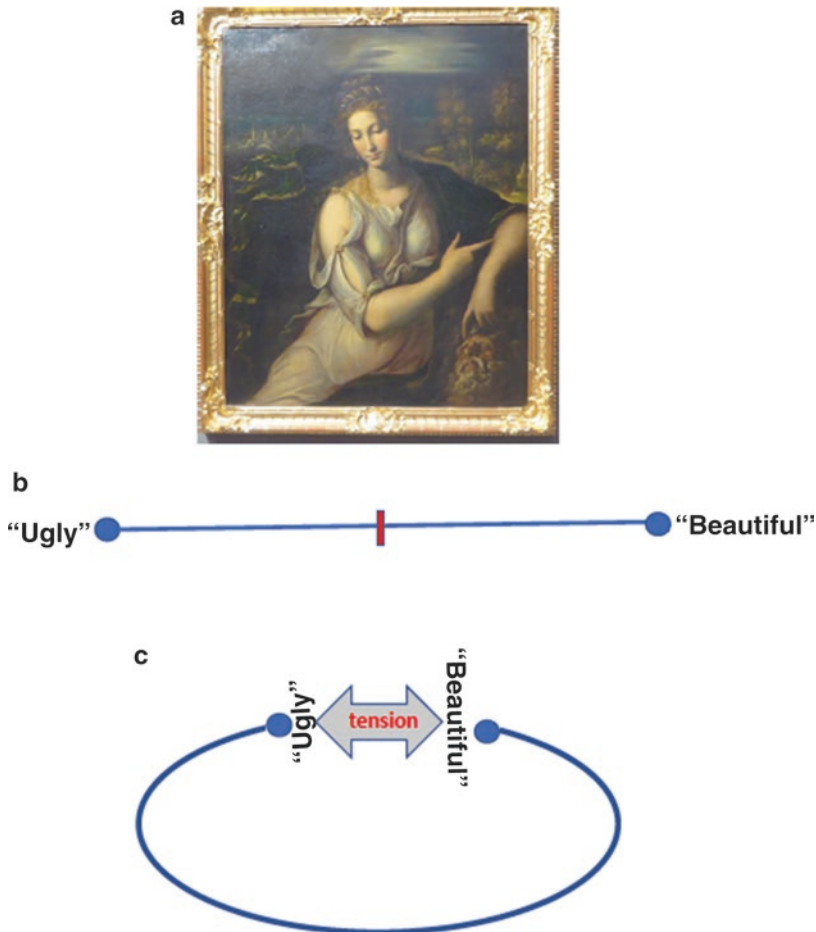 a
b
“Ugly”
“Beautiful”
c
“Ugly”
tension
“Beautiful”